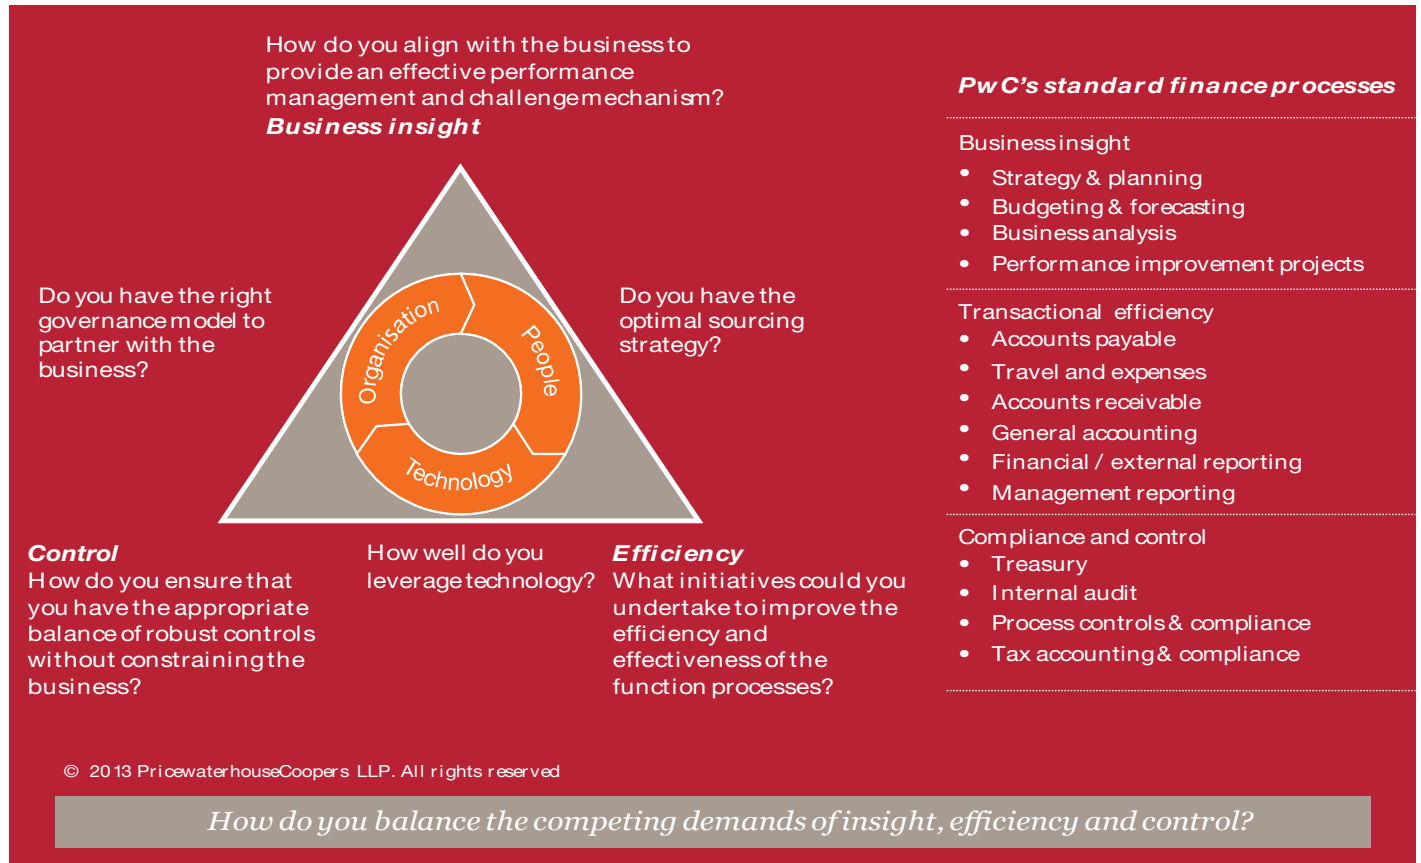 How do you align with the business to
provide an effective performance
management and challenge mechanism?
Business insight
Do you have the right
governance model to
partner with the
business?
Organisation
People
Technology
Do you have the
optimal sourcing
strategy?
Control
How do you ensure that
you have the appropriate
balance of robust controls
without constraining the
business?
How well do you
leverage technology?
Efficiency
What initiatives could you
undertake to improve the
efficiency and
effectiveness of the
function processes?
PwC's standard finance processes
Business insight
• Strategy & planning
• Budgeting & forecasting
• Business analysis
• Performance improvement projects
Transactional efficiency
• Accounts payable
• Travel and expenses
• Accounts receivable
• General accounting
• Financial / external reporting
• Management reporting
Compliance and control
• Treasury
• Internal audit
• Process controls & compliance
• Tax accounting & compliance
© 2013 PricewaterhouseCoopers LLP. All rights reserved
How do you balance the competing demands of insight, efficiency and control?